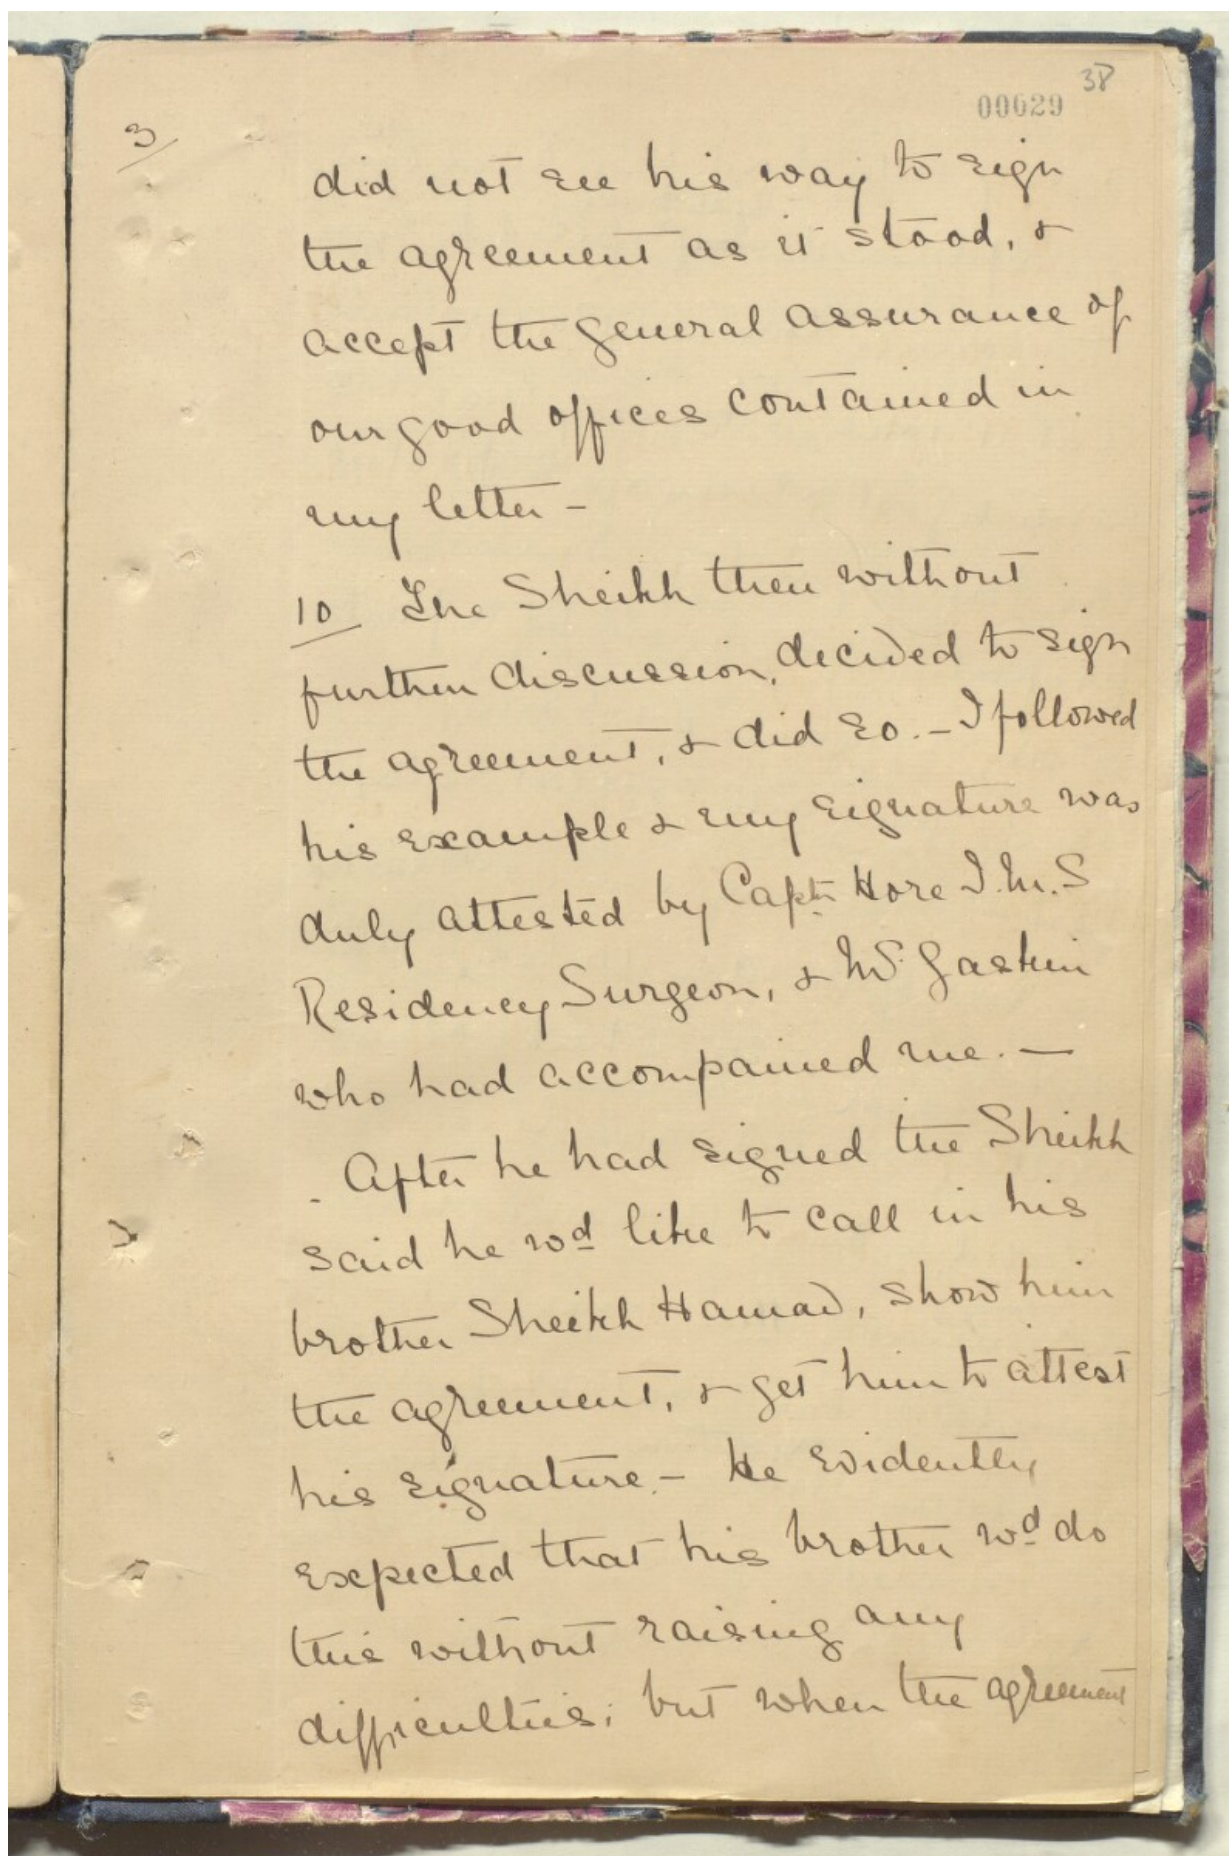 38
00029
3/
did not see his way to sign
the agreement as it stood, &
accept the general assurance of
our good offices contained in
my letter -
10 The Sheikh then without
further discussion, decided to sign
the agreement, & did so. - I followed
his example & my signature was
duly attested by Captn Hore I.M.S
Residency Surgeon, & Mr Gaskin
who had accompained me. —
- After he had signed the Sheikh
said he wd like to call in his
brother Sheikh Hamad, show him
the agreement, & get him to attest
his signature. - He evidently
expected that his brother wd do
this without raising any
difficulties; but when the agreement